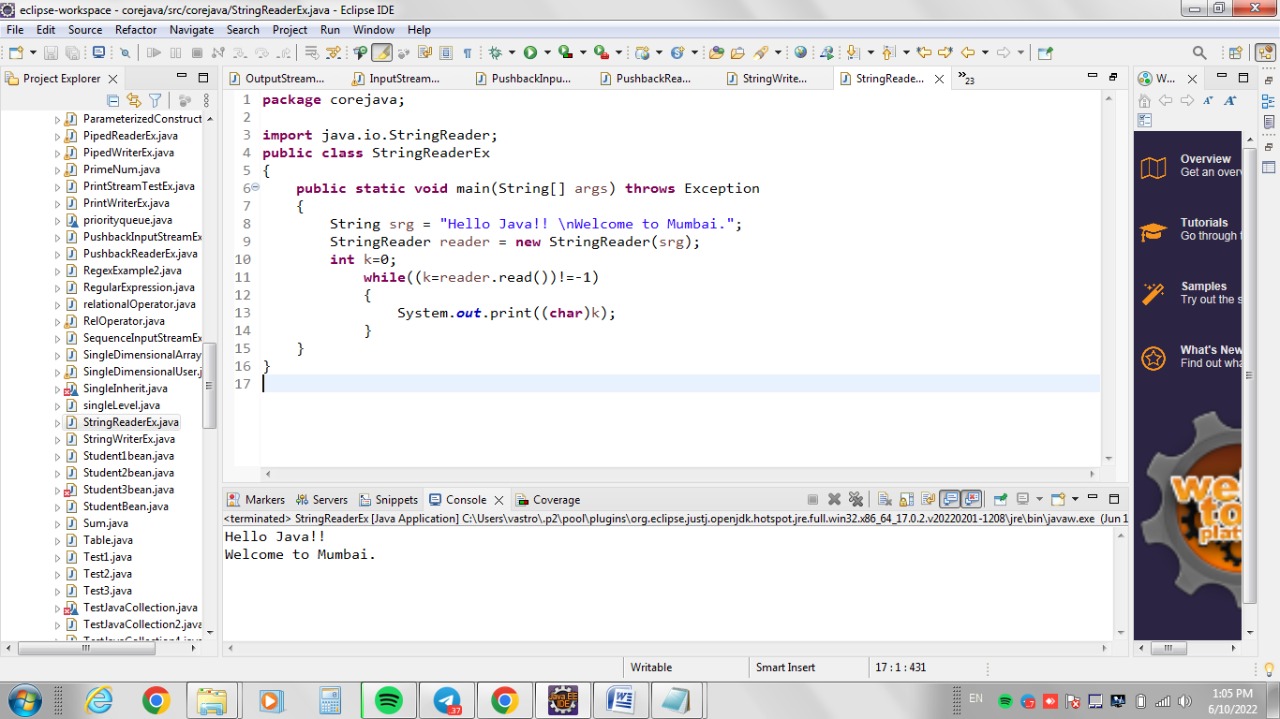 eclipse-workspace - corejava/src/corejava/StringReaderEx.java - Eclipse IDE
File Edit Source Refactor Navigate Search Project Run Window Help
Project Explorer
OutputStream... InputStream... PushbackInpu... PushbackRea... StringWrite... StringReade... »23
W...
ParameterizedConstruct
PipedReaderEx.java
PipedWriterEx.java
PrimeNum.java
PrintStreamTestEx.java
PrintWriterEx.java
priorityqueue.java
PushbackInputStreamEx
PushbackReaderEx.java
RegexExample2.java
RegularExpression.java
relationalOperator.java
RelOperator.java
SequenceInputStreamEx
SingleDimensionalArray
SingleDimensionalUser.j
SingleInherit.java
singleLevel.java
StringReaderEx.java
StringWriterEx.java
Student1bean.java
Student2bean.java
Student3bean.java
StudentBean.java
Sum.java
Table.java
Test1.java
Test2.java
Test3.java
TestJavaCollection.java
TestJavaCollection2.java
1 package corejava;
2
3 import java.io.StringReader;
4 public class StringReaderEx
5 {
6 public static void main(String[] args) throws Exception
7 {
8 String srg = "Hello Java!! \nWelcome to Mumbai.";
9 StringReader reader = new StringReader(srg);
10 int k=0;
11 while((k=reader.read())!=-1)
12 {
13 System.out.print((char)k);
14 }
15 }
16 }
17
Overview
Get an overv
Tutorials
Go through t
Samples
Try out the s
What's New
Find out wha
Markers Servers Snippets Console Coverage
<terminated> StringReaderEx [Java Application] C:\Users\vastro\.p2\pool\plugins\org.eclipse.justj.openjdk.hotspot.jre.full.win32.x86_64_17.0.2.v20220201-1208\jre\bin\javaw.exe (Jun 1
Hello Java!!
Welcome to Mumbai.
Writable Smart Insert 17 : 1 : 431
37
Java EE
IDE
EN
1:05 PM
6/10/2022